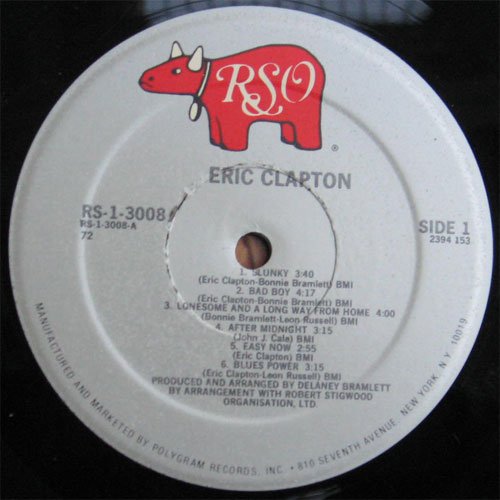 RSO
®
ERIC CLAPTON
RS-1-3008
RS-1-3008-A
72
SIDE 1
2394 153
1. SLUNKY 3:40
(Eric Clapton-Bonnie Bramlett) BMI
2. BAD BOY 4:17
(Eric Clapton-Bonnie Bramlett) BMI
3. LONESOME AND A LONG WAY FROM HOME 4:00
(Bonnie Bramlett-Leon Russell) BMI
4. AFTER MIDNIGHT 3:15
(John J. Cale) BMI
5. EASY NOW 2:55
(Eric Clapton) BMI
6. BLUES POWER 3:15
(Eric Clapton-Leon Russell) BMI
PRODUCED AND ARRANGED BY DELANEY BRAMLETT
BY ARRANGEMENT WITH ROBERT STIGWOOD
ORGANISATION, LTD.
MANUFACTURED AND MARKETED BY POLYGRAM RECORDS, INC. • 810 SEVENTH AVENUE, NEW YORK, N.Y. 10019